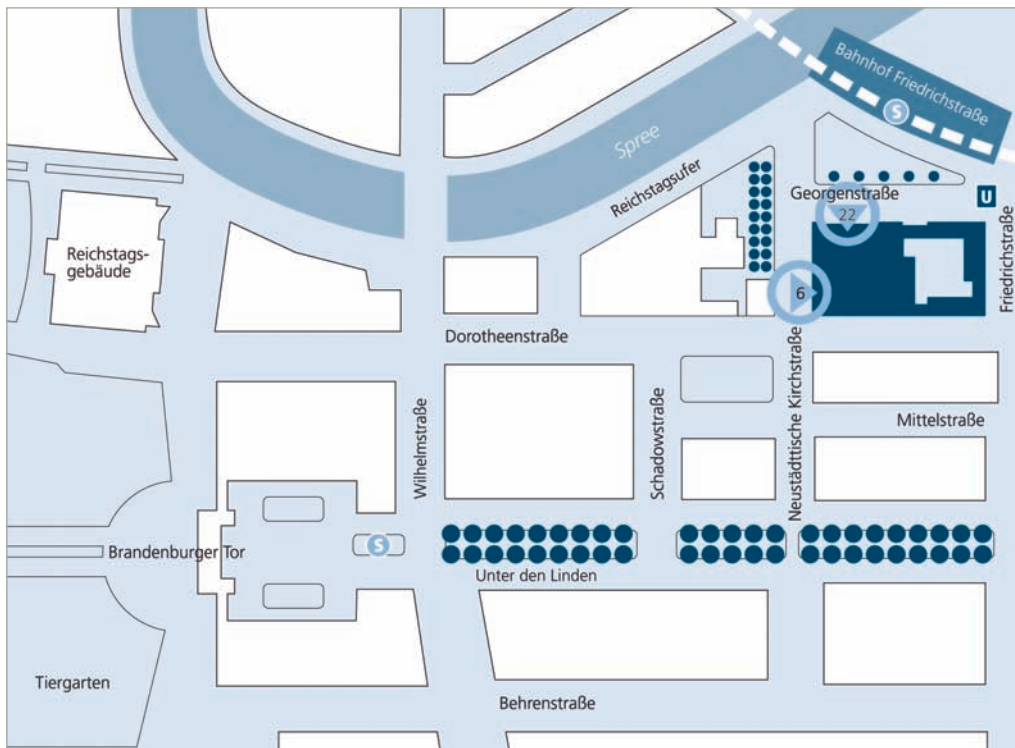 Bahnhof Friedrichstraße
S
Spree
Reichstagsufer
Georgenstraße
U
22
Friedrichstraße
Reichstags-
gebäude
6
Dorotheenstraße
Neustädttische Kirchstraße
Wilhelmstraße
Schadowstraße
Mittelstraße
Brandenburger Tor
S
Unter den Linden
Tiergarten
Behrenstraße